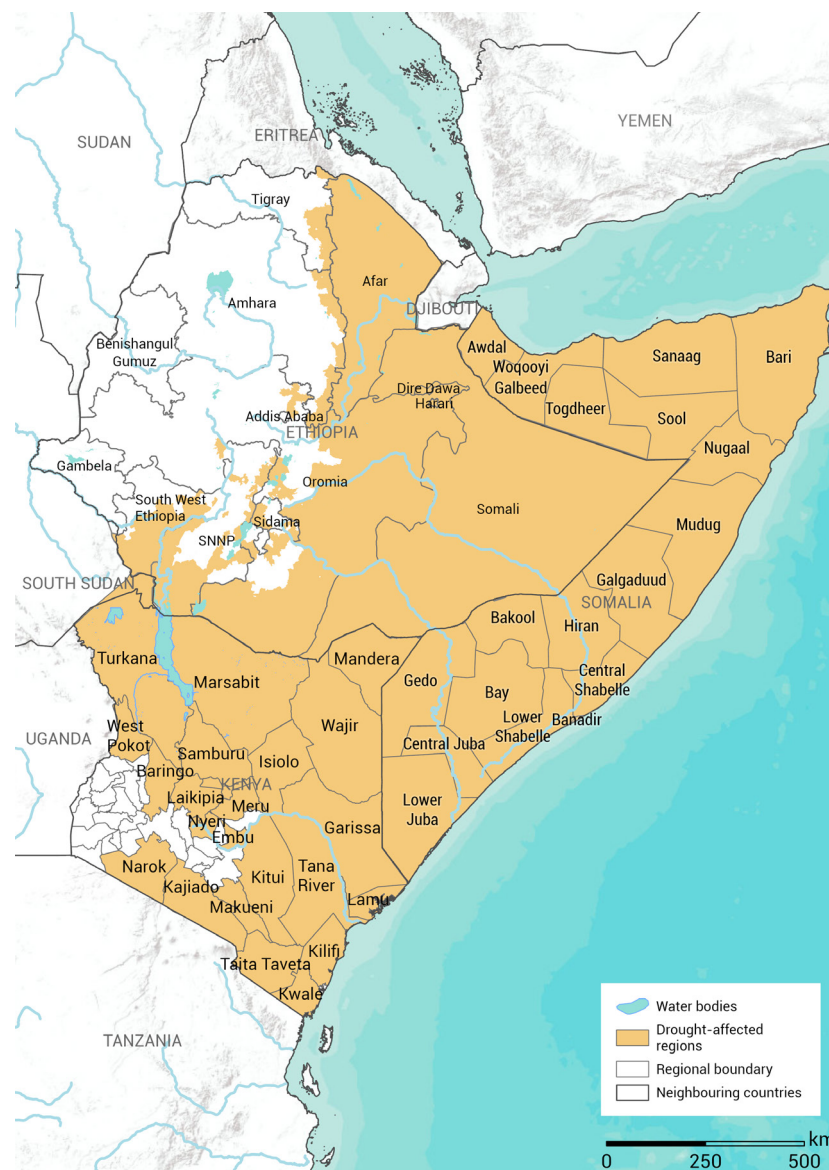 SUDAN
ERITREA
YEMEN
Tigray
Afar
Amhara
DJIBOUTI
Benishangul
Gumuz
Awdal
Woqooyi
Galbeed
Sanaag
Bari
Dire Dawa
Harari
Togdheer
Sool
Addis Ababa
ETHIOPIA
Nugaal
Gambela
Oromia
South West
Ethiopia
Sidama
Somali
SNNP
Mudug
SOUTH SUDAN
Galgaduud
SOMALIA
Bakool
Hiran
Turkana
Mandera
Marsabit
Gedo
Central
Shabelle
Bay
Wajir
Lower
Shabelle
Banadir
West
Pokot
UGANDA
Central Juba
Samburu
Isiolo
Baringo
KENYA
Laikipia
Meru
Lower
Juba
Nyeri
Embu
Garissa
Narok
Kitui
Tana
River
Kajiado
Makueni
Lamu
Kilifi
Taita Taveta
Kwale
TANZANIA
Water bodies
Drought-affected
regions
Regional boundary
Neighbouring countries
km
0 250 500